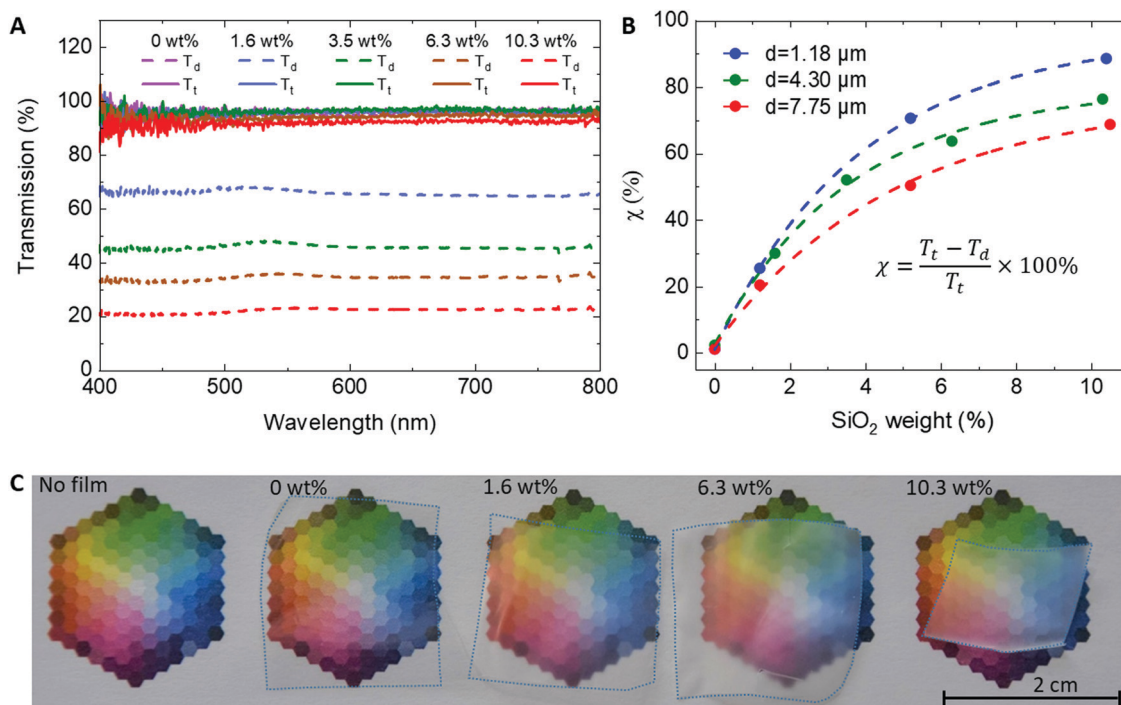 A
120
100
80
60
40
20
0
Transmission (%)
0 wt% 1.6 wt% 3.5 wt% 6.3 wt% 10.3 wt%
T_d T_d T_d T_d T_d
T_t T_t T_t T_t T_t
400 500 600 700 800
Wavelength (nm)
B
100
80
60
40
20
0
χ (%)
d=1.18 µm
d=4.30 µm
d=7.75 µm
χ = (T_t − T_d) / T_t × 100%
0 2 4 6 8 10
SiO₂ weight (%)
C
No film
0 wt%
1.6 wt%
6.3 wt%
10.3 wt%
2 cm